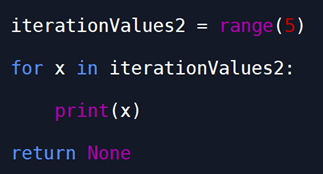 iterationValues2 = range(5)
for x in iterationValues2:
    print(x)
return None